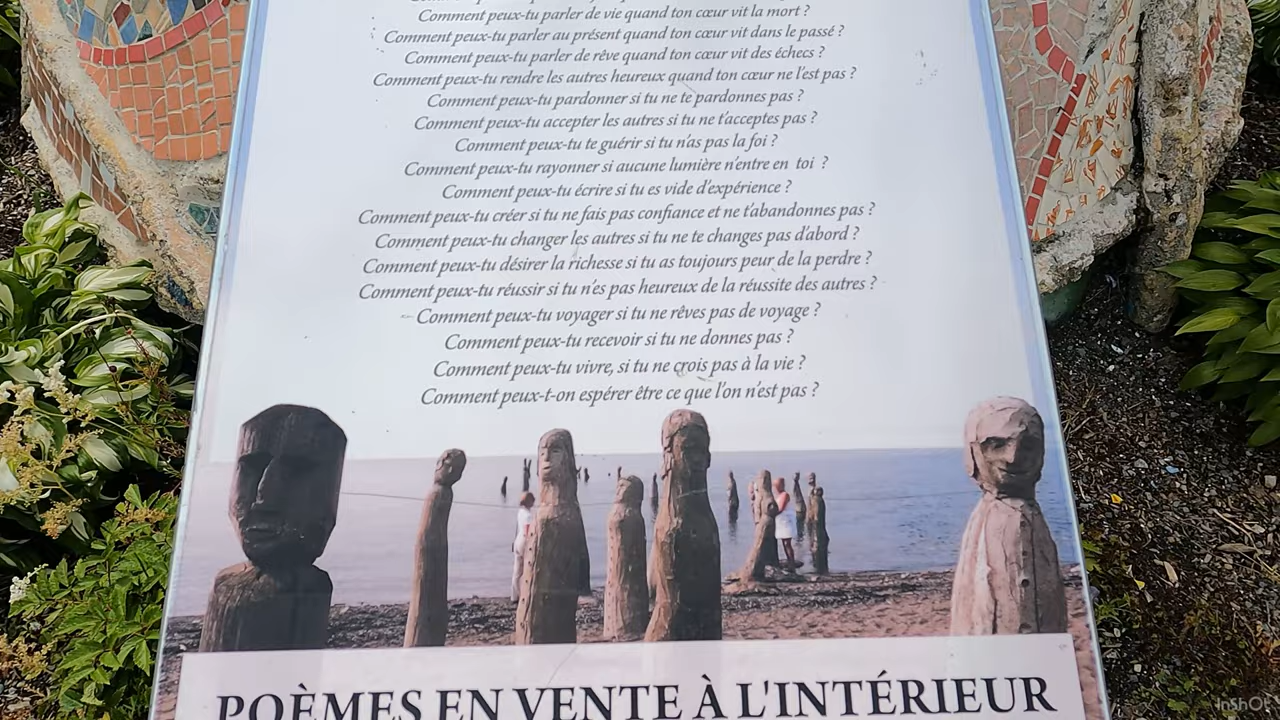 Comment peux-tu parler de vie quand ton cœur vit la mort ?
Comment peux-tu parler au présent quand ton cœur vit dans le passé ?
Comment peux-tu parler de rêve quand ton cœur vit des échecs ?
Comment peux-tu rendre les autres heureux quand ton cœur ne l'est pas ?
Comment peux-tu pardonner si tu ne te pardonnes pas ?
Comment peux-tu accepter les autres si tu ne t'acceptes pas ?
Comment peux-tu te guérir si tu n'as pas la foi ?
Comment peux-tu rayonner si aucune lumière n'entre en toi ?
Comment peux-tu écrire si tu es vide d'expérience ?
Comment peux-tu créer si tu ne fais pas confiance et ne t'abandonnes pas ?
Comment peux-tu changer les autres si tu ne te changes pas d'abord ?
Comment peux-tu désirer la richesse si tu as toujours peur de la perdre ?
Comment peux-tu réussir si tu n'es pas heureux de la réussite des autres ?
Comment peux-tu voyager si tu ne rêves pas de voyage ?
Comment peux-tu recevoir si tu ne donnes pas ?
Comment peux-tu vivre, si tu ne crois pas à la vie ?
Comment peux-t-on espérer être ce que l'on n'est pas ?
POÈMES EN VENTE À L'INTÉRIEUR
InShOt